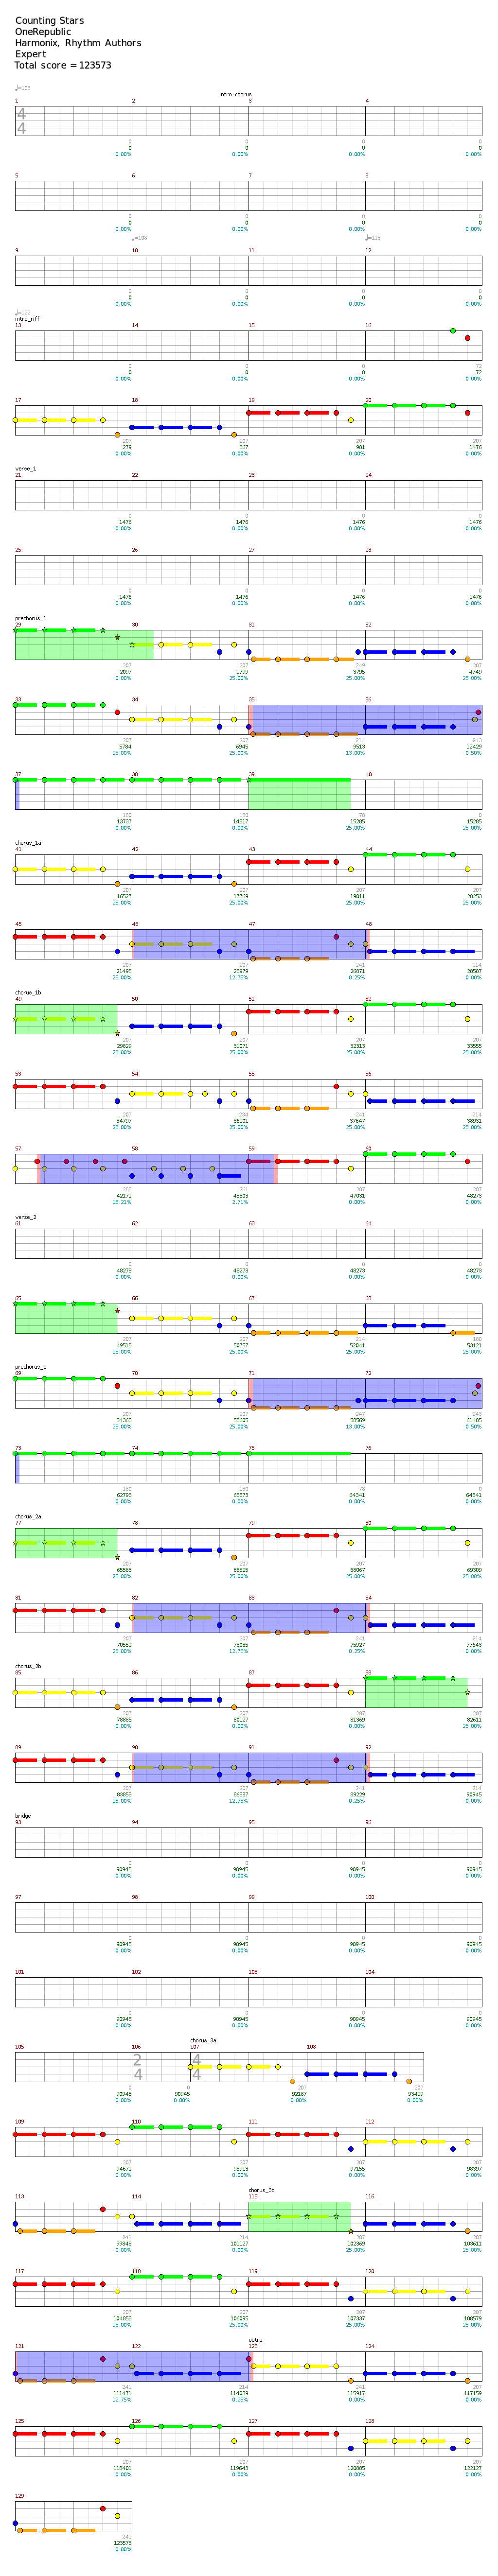 Counting Stars
OneRepublic
Harmonix, Rhythm Authors
Expert
Total score = 123573
intro_chorus
1 2 3 4
4
4
0 0 0 0
0 0 0 0
0.00% 0.00% 0.00% 0.00%
5 6 7 8
0 0 0 0
0 0 0 0
0.00% 0.00% 0.00% 0.00%
9 10 11 12
0 0 0 0
0 0 0 0
0.00% 0.00% 0.00% 0.00%
intro_riff
13 14 15 16
0 0 0 72
0 0 0 72
0.00% 0.00% 0.00% 0.00%
17 18 19 20
207 207 207 207
279 567 981 1476
0.00% 0.00% 0.00% 0.00%
verse_1
21 22 23 24
0 0 0 0
1476 1476 1476 1476
0.00% 0.00% 0.00% 0.00%
25 26 27 28
0 0 0 0
1476 1476 1476 1476
0.00% 0.00% 0.00% 0.00%
prechorus_1
29 30 31 32
207 207 249 207
2097 2799 3795 4749
0.00% 25.00% 25.00% 25.00%
33 34 35 36
207 207 214 243
5784 6945 9513 12429
25.00% 25.00% 13.00% 0.50%
37 38 39 40
180 180 78 0
13737 14817 15285 15285
0.00% 0.00% 25.00% 25.00%
chorus_1a
41 42 43 44
207 207 207 207
16527 17769 19011 20253
25.00% 25.00% 25.00% 25.00%
45 46 47 48
207 207 241 214
21495 23979 26871 28587
25.00% 12.75% 0.25% 0.00%
chorus_1b
49 50 51 52
207 207 207 207
29829 31071 32313 33555
25.00% 25.00% 25.00% 25.00%
53 54 55 56
207 234 241 214
34797 36201 37647 38931
25.00% 25.00% 25.00% 25.00%
57 58 59 60
288 261 207 207
42171 45303 47031 48273
15.21% 2.71% 0.00% 0.00%
verse_2
61 62 63 64
0 0 0 0
48273 48273 48273 48273
0.00% 0.00% 0.00% 0.00%
65 66 67 68
207 207 214 180
49515 50757 52041 53121
25.00% 25.00% 25.00% 25.00%
prechorus_2
69 70 71 72
207 207 247 243
54363 55605 58569 61485
25.00% 25.00% 13.00% 0.50%
73 74 75 76
180 180 78 0
62793 63873 64341 64341
0.00% 0.00% 0.00% 0.00%
chorus_2a
77 78 79 80
207 207 207 207
65583 66825 68067 69309
25.00% 25.00% 25.00% 25.00%
81 82 83 84
207 207 241 214
70551 73035 75927 77643
25.00% 12.75% 0.25% 0.00%
chorus_2b
85 86 87 88
207 207 207 207
78885 80127 81369 82611
0.00% 0.00% 0.00% 25.00%
89 90 91 92
207 207 241 214
83853 86337 89229 90945
25.00% 12.75% 0.25% 0.00%
bridge
93 94 95 96
0 0 0 0
90945 90945 90945 90945
0.00% 0.00% 0.00% 0.00%
97 98 99 100
0 0 0 0
90945 90945 90945 90945
0.00% 0.00% 0.00% 0.00%
101 102 103 104
0 0 0 0
90945 90945 90945 90945
0.00% 0.00% 0.00% 0.00%
chorus_3a
105 106 107 108
2 4
4 4
0 0 207 207
90945 90945 92187 93429
0.00% 0.00% 0.00% 0.00%
109 110 111 112
207 207 207 207
94671 95913 97155 98397
0.00% 0.00% 0.00% 0.00%
chorus_3b
113 114 115 116
241 214 207 207
99843 101127 102369 103611
0.00% 0.00% 25.00% 25.00%
117 118 119 120
207 207 207 207
104853 106095 107337 108579
25.00% 25.00% 25.00% 25.00%
outro
121 122 123 124
241 214 207 207
111471 114039 115917 117159
12.75% 0.25% 0.00% 0.00%
125 126 127 128
207 207 207 207
118401 119643 120885 122127
0.00% 0.00% 0.00% 0.00%
129
241
123573
0.00%